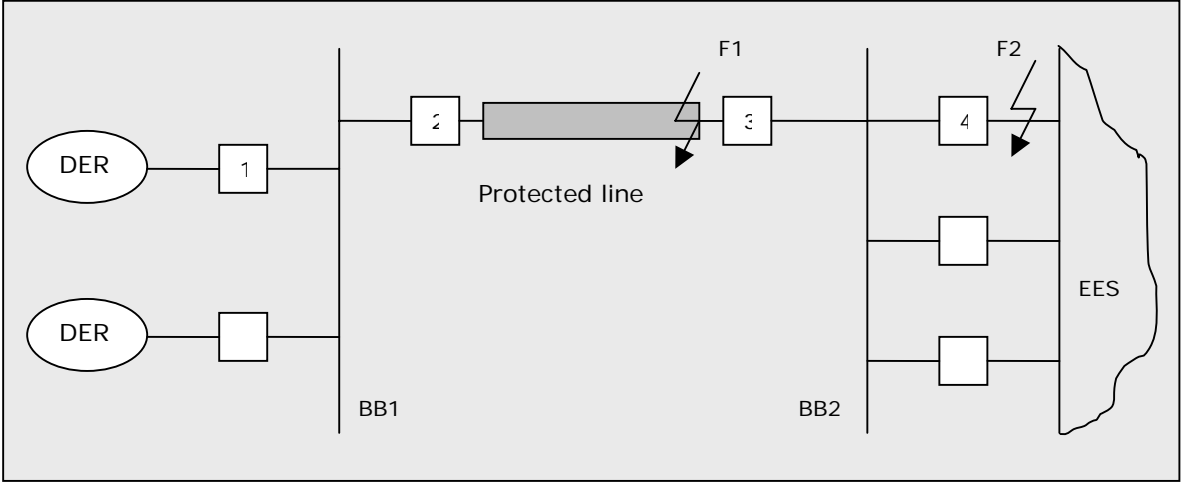 F1
F2
2
3
4
DER
1
Protected line
EES
DER
BB1
BB2